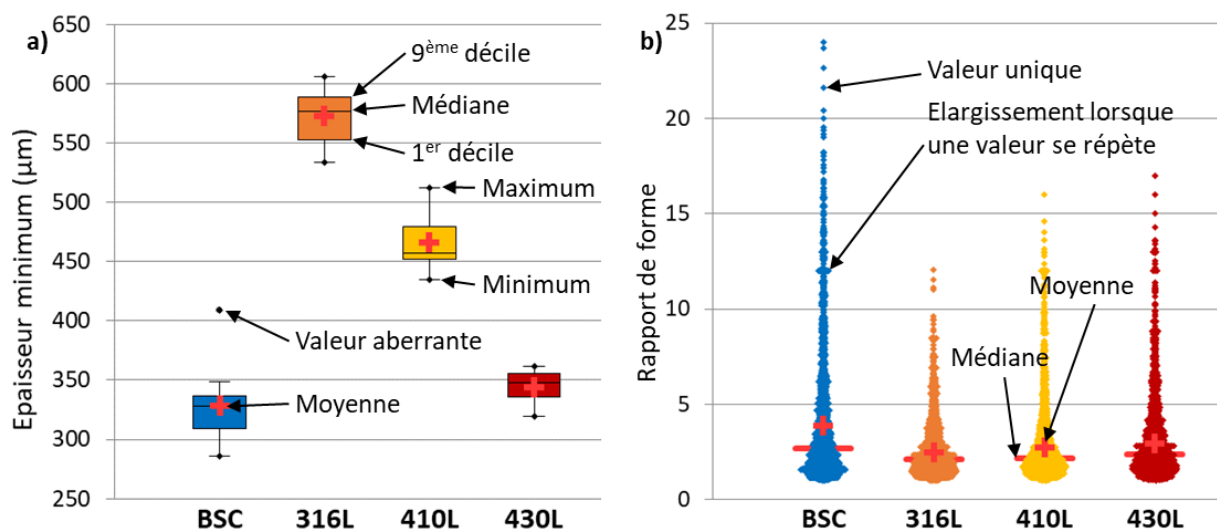 a)
Epaisseur minimum (µm)
650
600
550
500
450
400
350
300
250
9ème décile
Médiane
1er décile
Maximum
Minimum
Valeur aberrante
Moyenne
BSC 316L 410L 430L
b)
Rapport de forme
25
20
15
10
5
0
Valeur unique
Elargissement lorsque
une valeur se répète
Moyenne
Médiane
BSC 316L 410L 430L